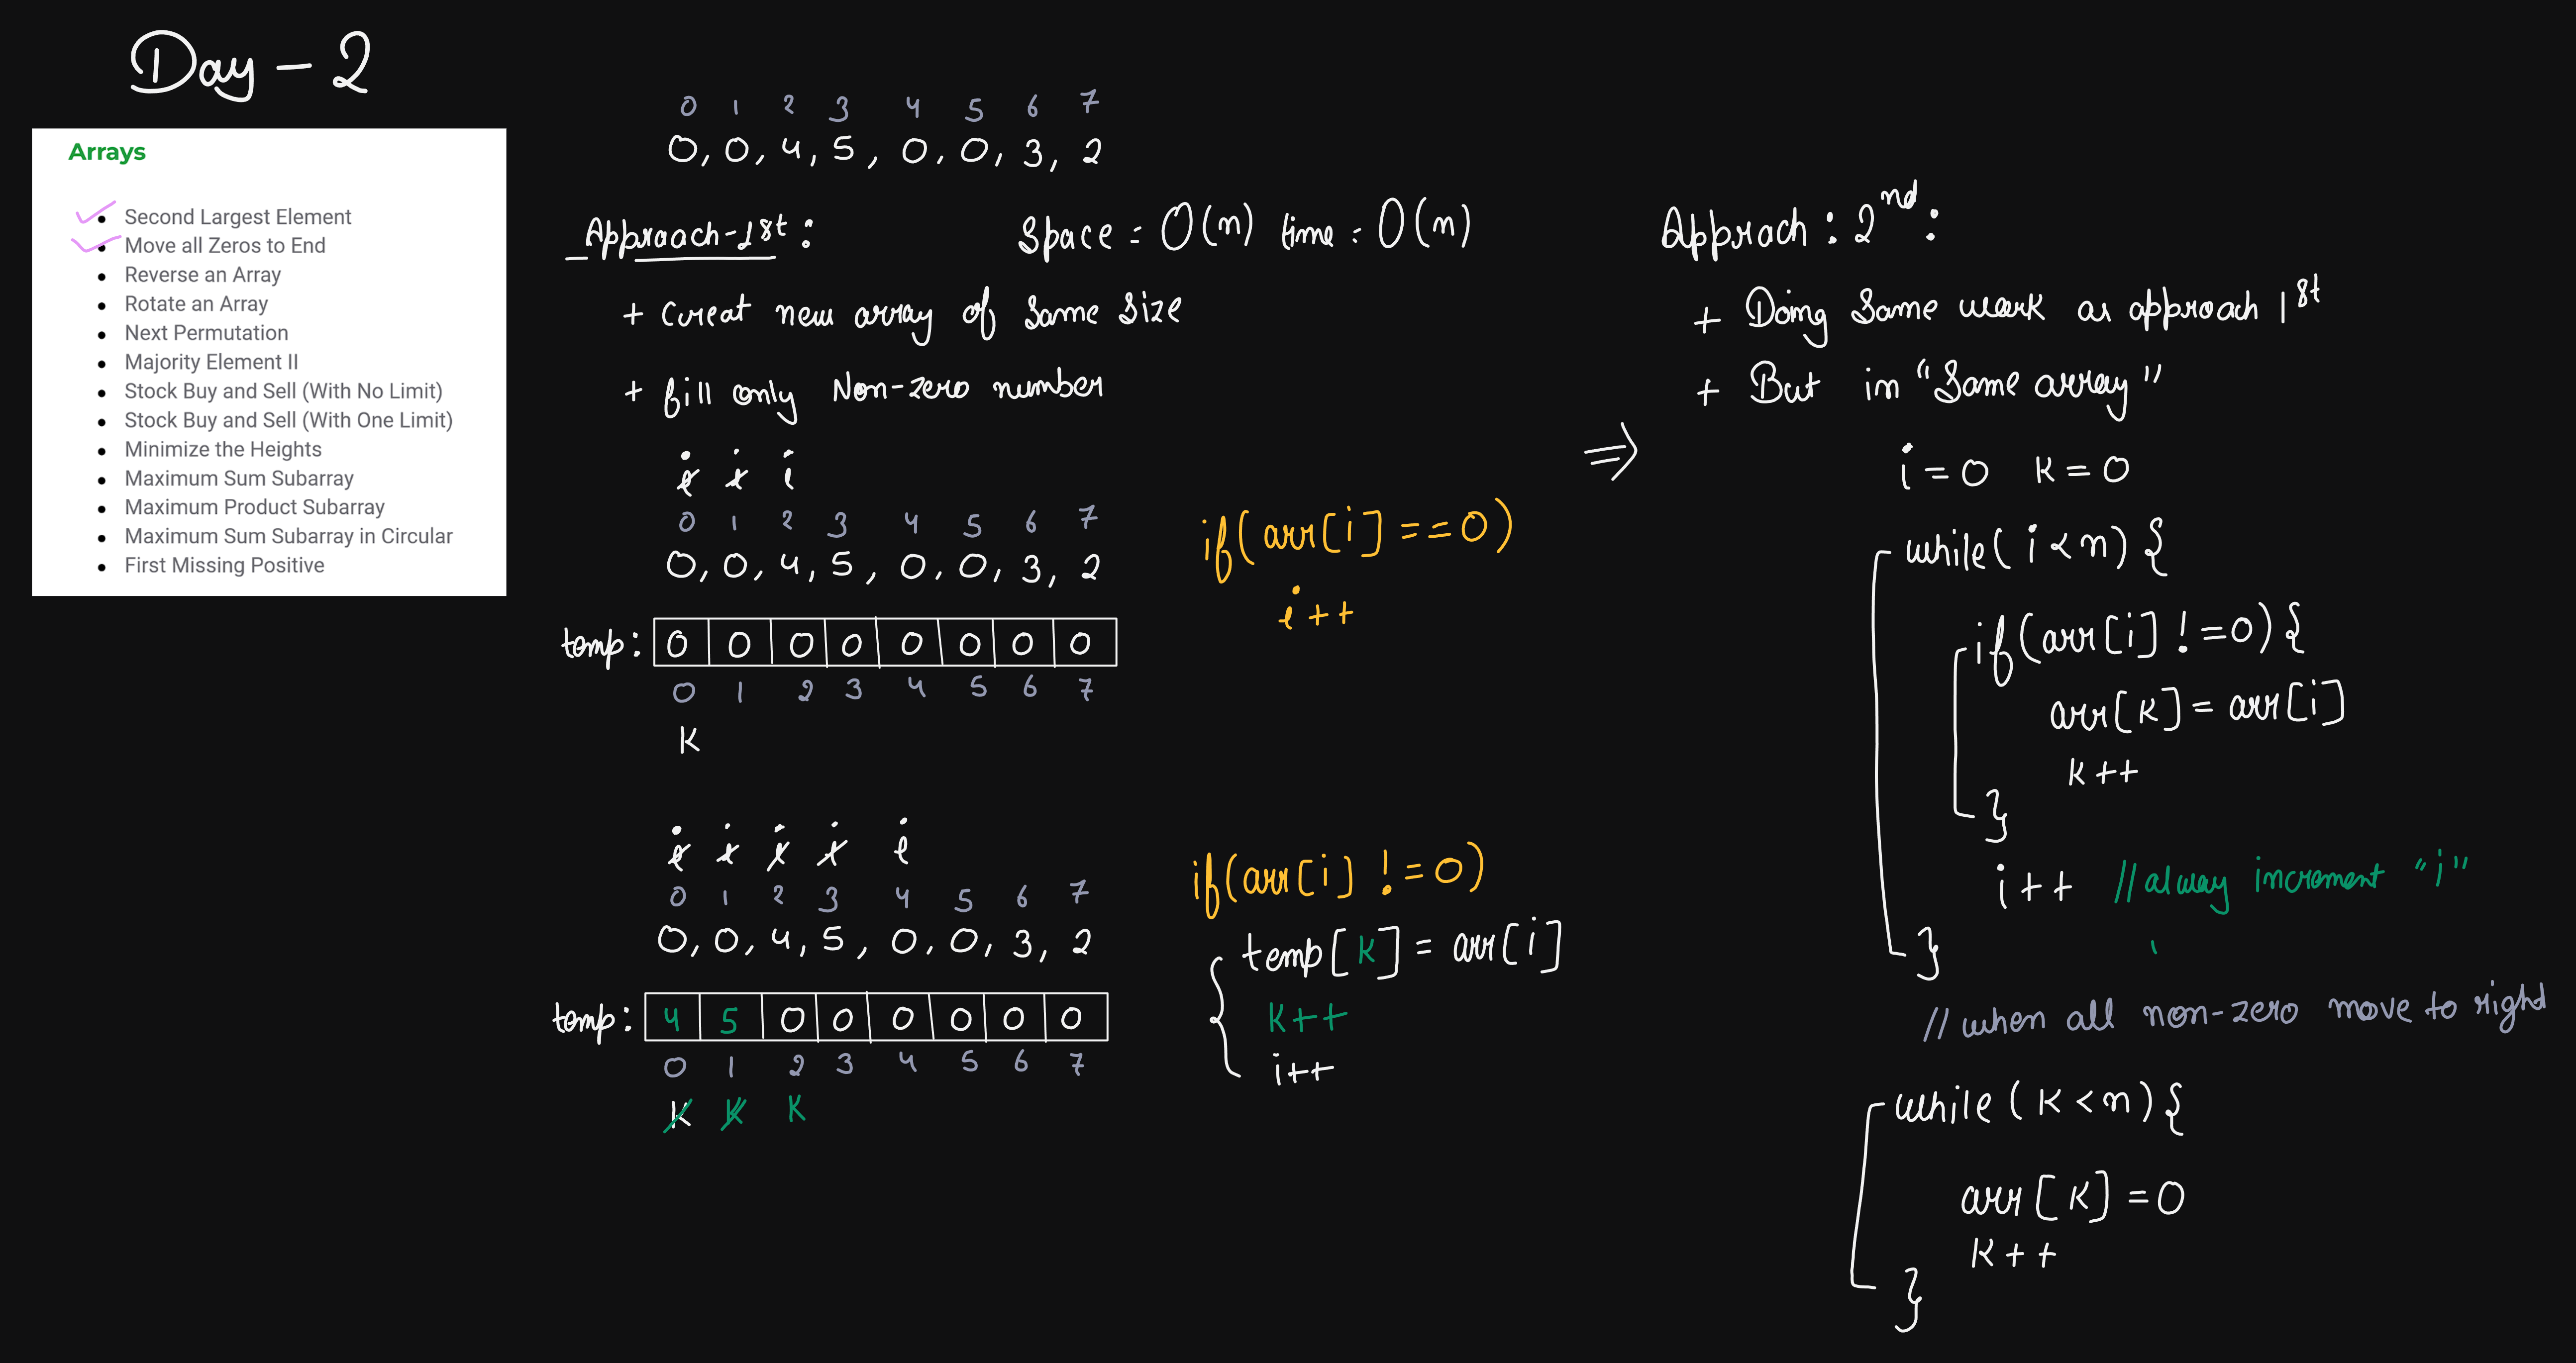 Day - 2
Arrays
Second Largest Element
Move all Zeros to End
Reverse an Array
Rotate an Array
Next Permutation
Majority Element II
Stock Buy and Sell (With No Limit)
Stock Buy and Sell (With One Limit)
Minimize the Heights
Maximum Sum Subarray
Maximum Product Subarray
Maximum Sum Subarray in Circular
First Missing Positive
0 1 2 3 4 5 6 7
0, 0, 4, 5, 0, 0, 3, 2
Approach-1st: Space = O(n) time = O(n)
+ creat new array of Same Size
+ fill only Non-zero number
i i i
0 1 2 3 4 5 6 7
0, 0, 4, 5, 0, 0, 3, 2
temp: 0 0 0 0 0 0 0 0
0 1 2 3 4 5 6 7
K
if(arr[i] == 0)
i++
i i i i i
0 1 2 3 4 5 6 7
0, 0, 4, 5, 0, 0, 3, 2
temp: 4 5 0 0 0 0 0 0
0 1 2 3 4 5 6 7
K K K
if(arr[i] != 0)
{ temp[K] = arr[i]
K++
i++
⇒
Apprach: 2nd:
+ Doing Same work as approach 1st
+ But in "Same array"
i = 0 K = 0
while( i < n) {
if(arr[i] != 0) {
arr[K] = arr[i]
K++
}
i++ //alway increment "i"
}
// when all non-zero move to right
while ( K < n) {
arr[K] = 0
K++
}